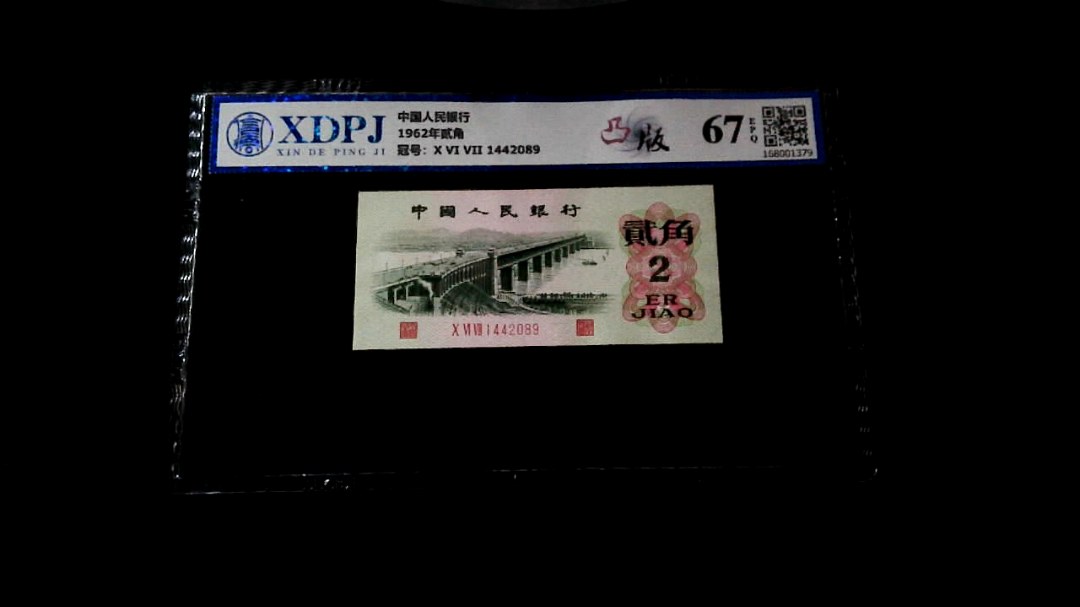 XDPJ
XIN DE PING JI
中国人民银行
1962年贰角
冠号：X VI VII 1442089
凸版
67
EPQ
168001379
中國人民銀行
貳角
2
ER
JIAO
X VI VII 1442089